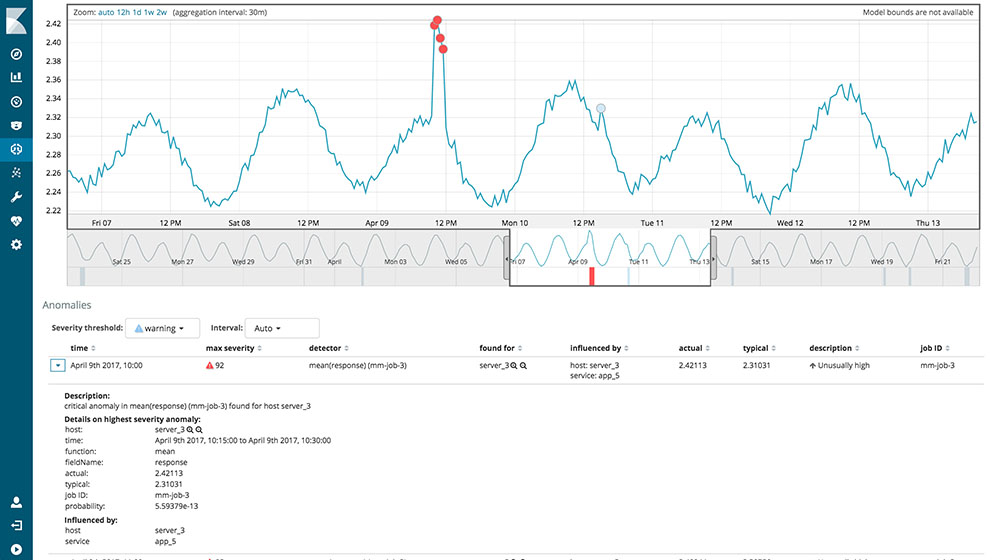 Zoom: auto 12h 1d 1w 2w (aggregation interval: 30m) Model bounds are not available
2.42
2.40
2.38
2.36
2.34
2.32
2.30
2.28
2.26
2.24
2.22
Fri 07 12 PM Sat 08 12 PM Apr 09 12 PM Mon 10 12 PM Tue 11 12 PM Wed 12 12 PM Thu 13
Sat 25 Mon 27 Wed 29 Fri 31 April Mon 03 Wed 05 Fri 07 Apr 09 Tue 11 Thu 13 Sat 15 Mon 17 Wed 19 Fri 21
Anomalies
Severity threshold: warning Interval: Auto
time max severity detector found for influenced by actual typical description job ID
April 9th 2017, 10:00 92 mean(response) (mm-job-3) server_3 host: server_3 2.42113 2.31031 Unusually high mm-job-3
service: app_5
Description:
critical anomaly in mean(response) (mm-job-3) found for host server_3
Details on highest severity anomaly:
host: server_3
time: April 9th 2017, 10:15:00 to April 9th 2017, 10:30:00
function: mean
fieldName: response
actual: 2.42113
typical: 2.31031
job ID: mm-job-3
probability: 5.59379e-13
Influenced by:
host server_3
service app_5